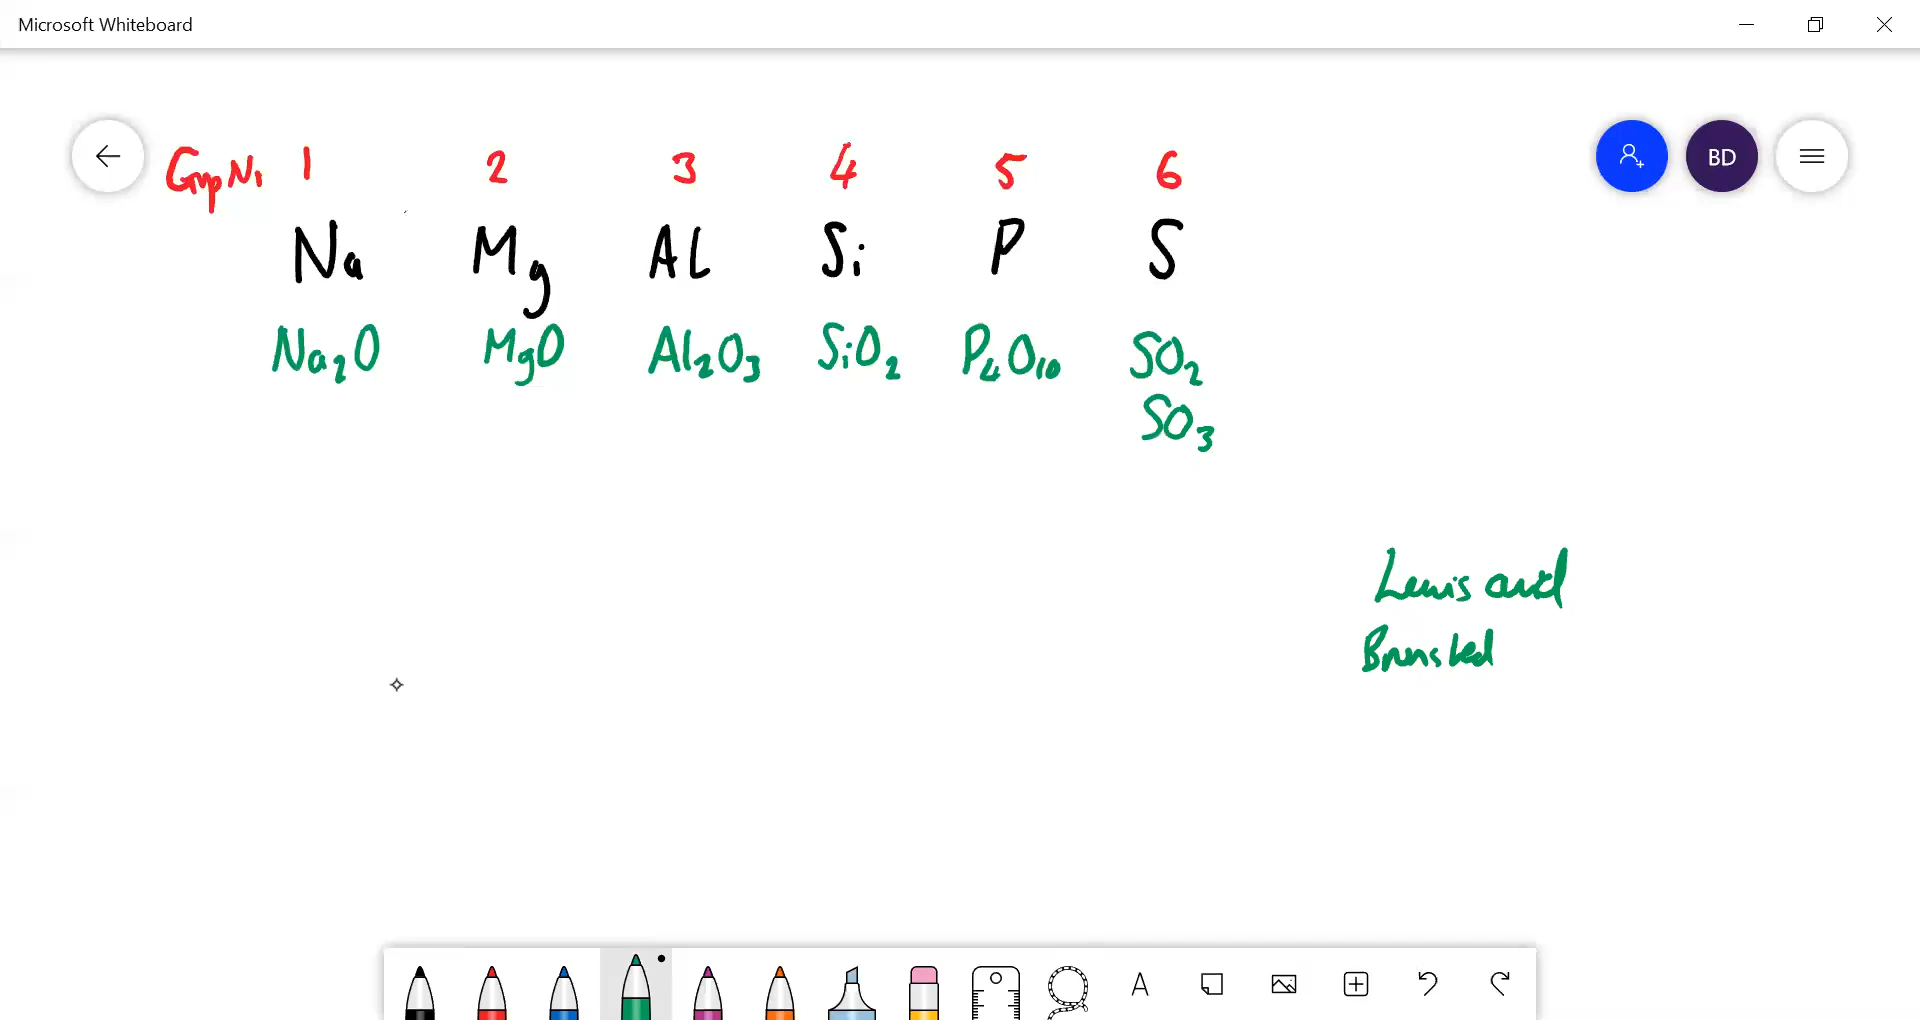 Microsoft Whiteboard
Grp No 1 2 3 4 5 6
BD
Na Mg Al Si P S
Na₂O MgO Al₂O₃ SiO₂ P₄O₁₀ SO₂
SO₃
Lewis acid
Bronsted
A